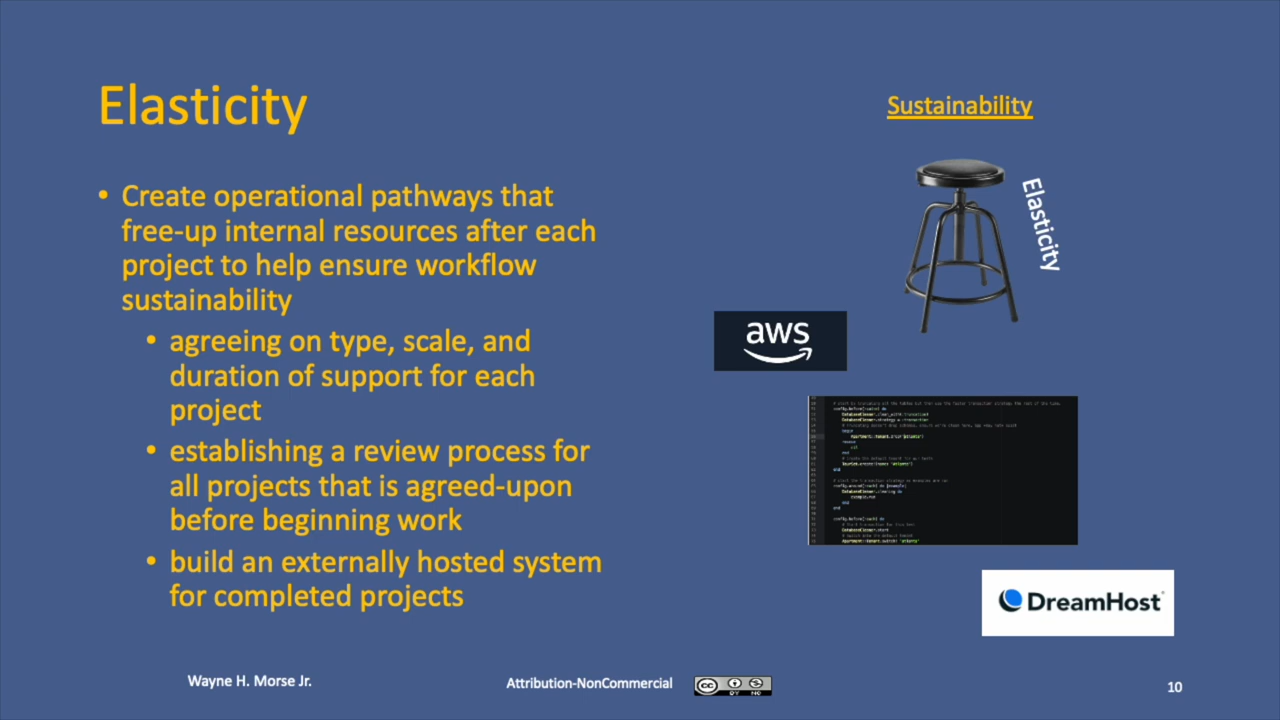 Elasticity
Sustainability
Elasticity
• Create operational pathways that
free-up internal resources after each
project to help ensure workflow
sustainability
• agreeing on type, scale, and
duration of support for each
project
• establishing a review process for
all projects that is agreed-upon
before beginning work
• build an externally hosted system
for completed projects
aws
DreamHost
Wayne H. Morse Jr.
Attribution-NonCommercial
cc
BY NC
10